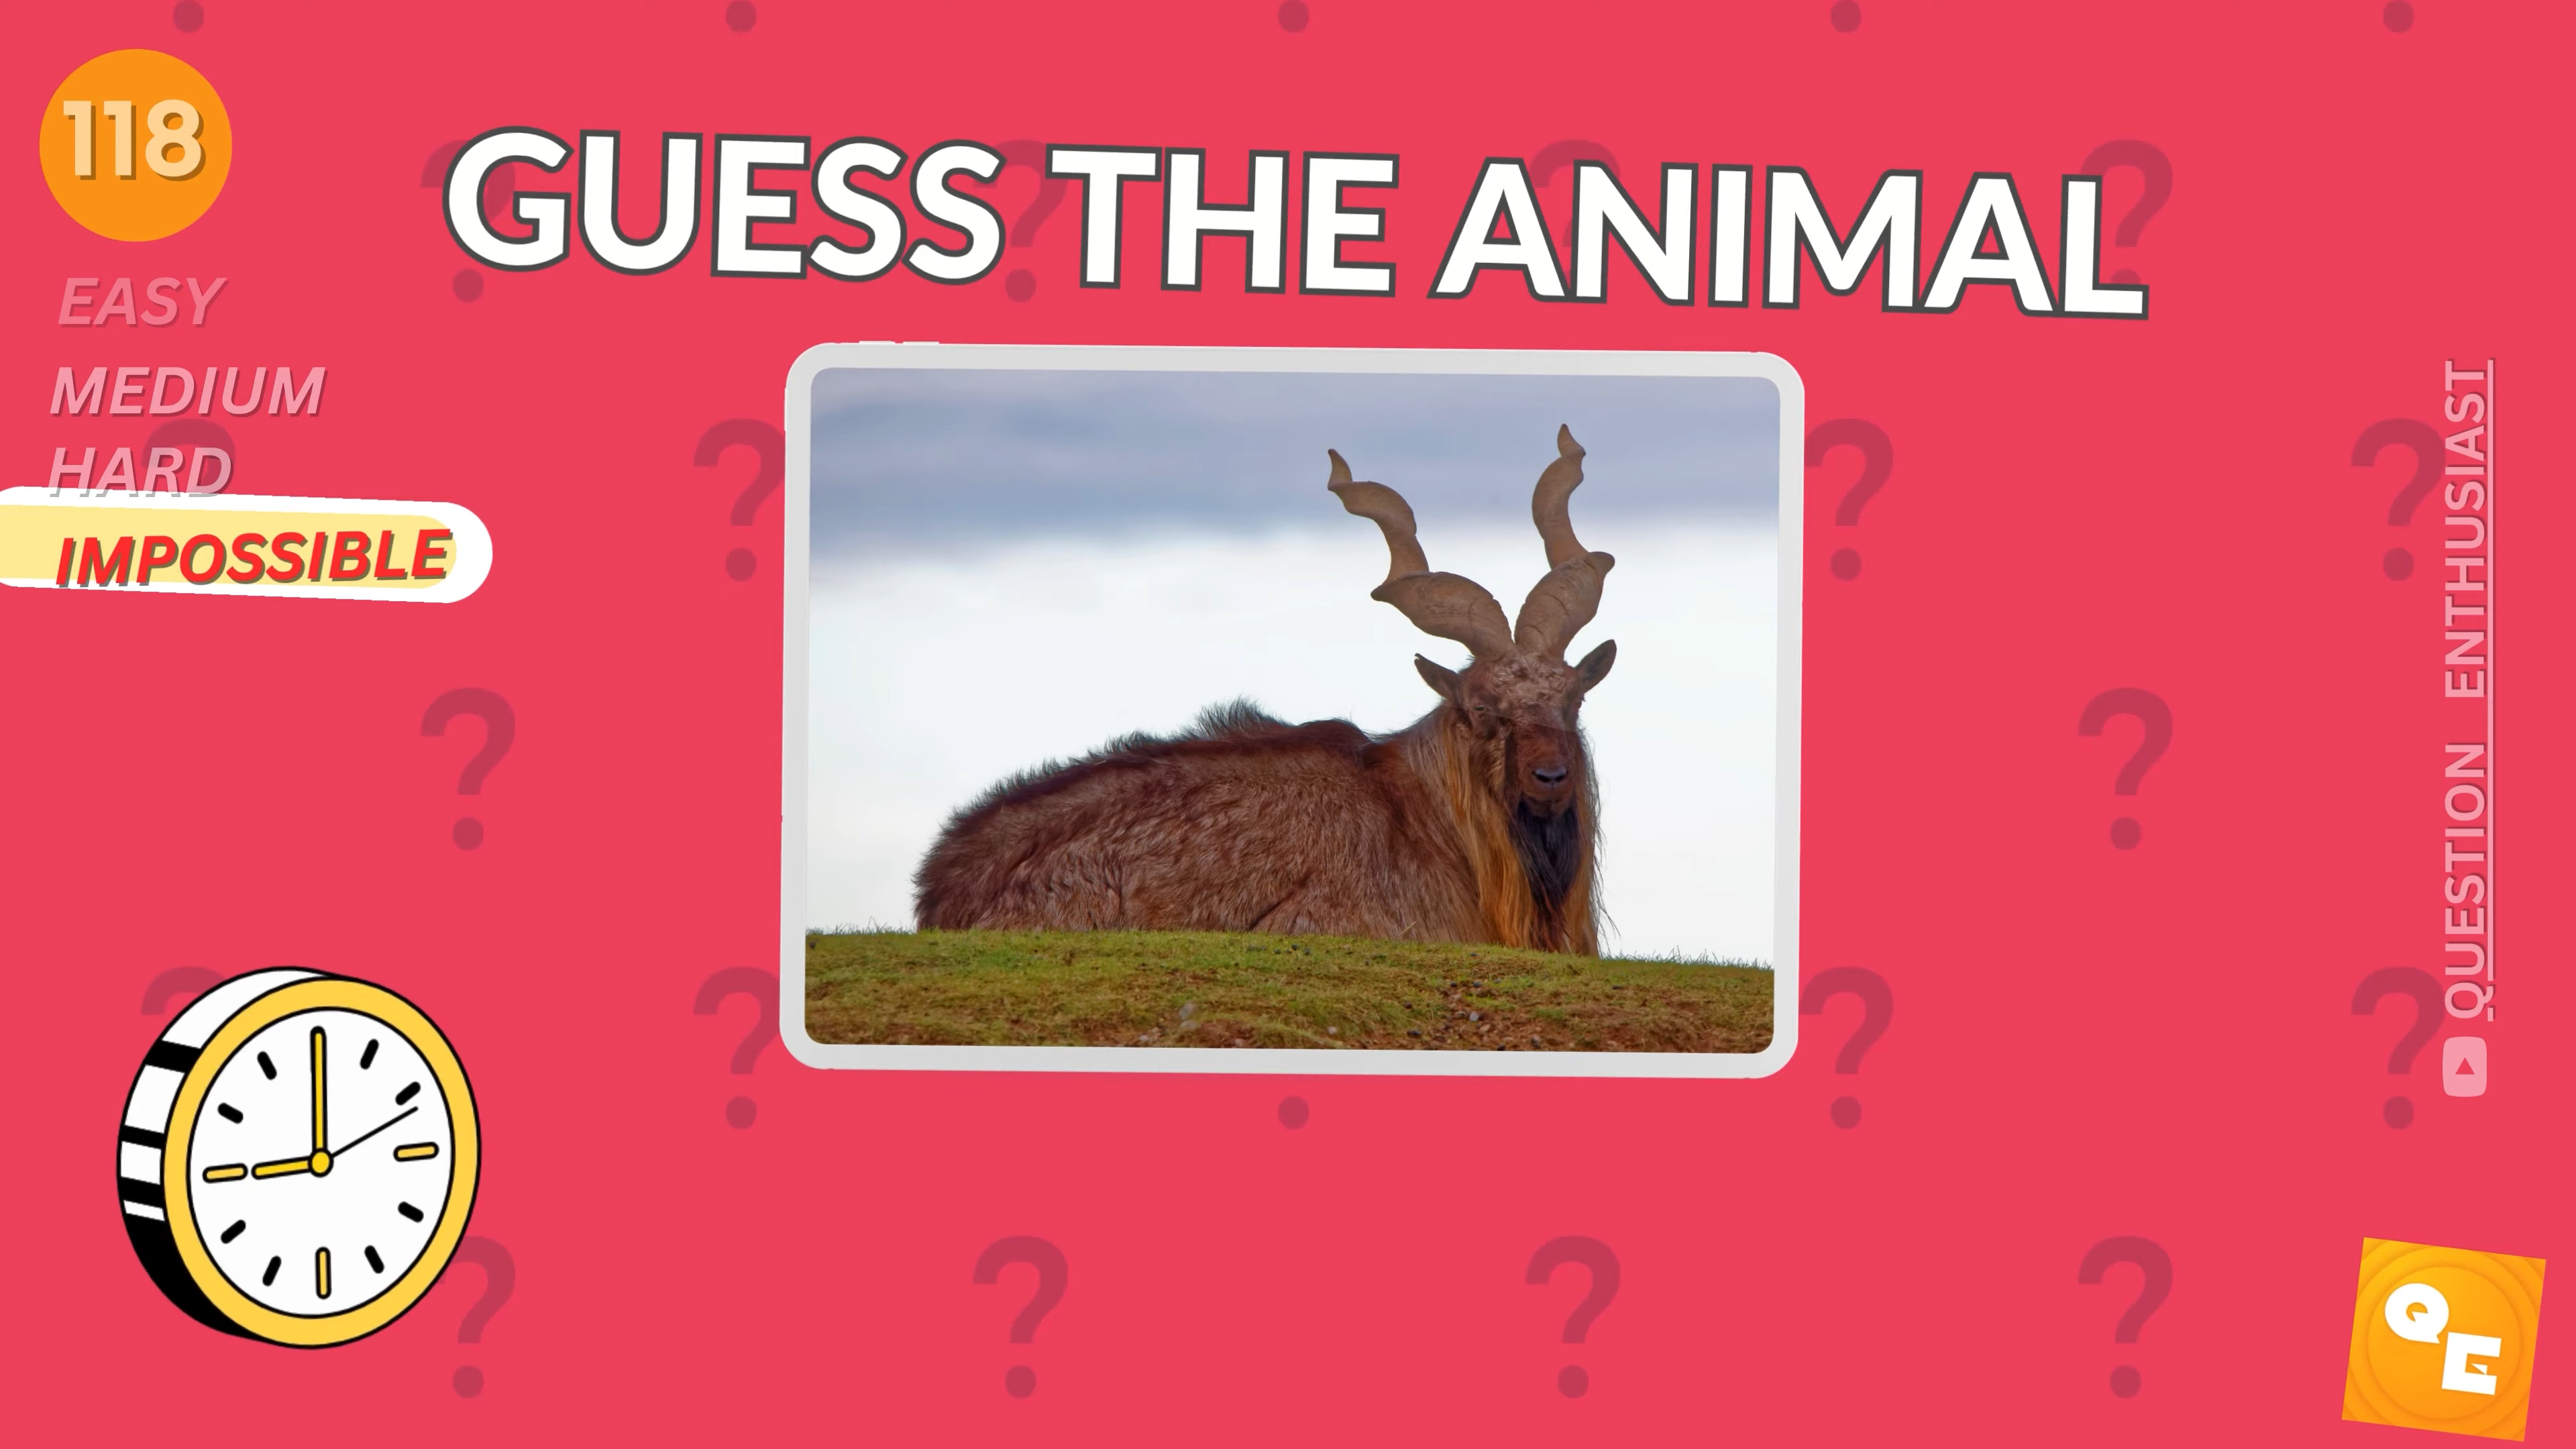 118
GUESS THE ANIMAL
EASY
MEDIUM
HARD
IMPOSSIBLE
QUESTION ENTHUSIAST
QE